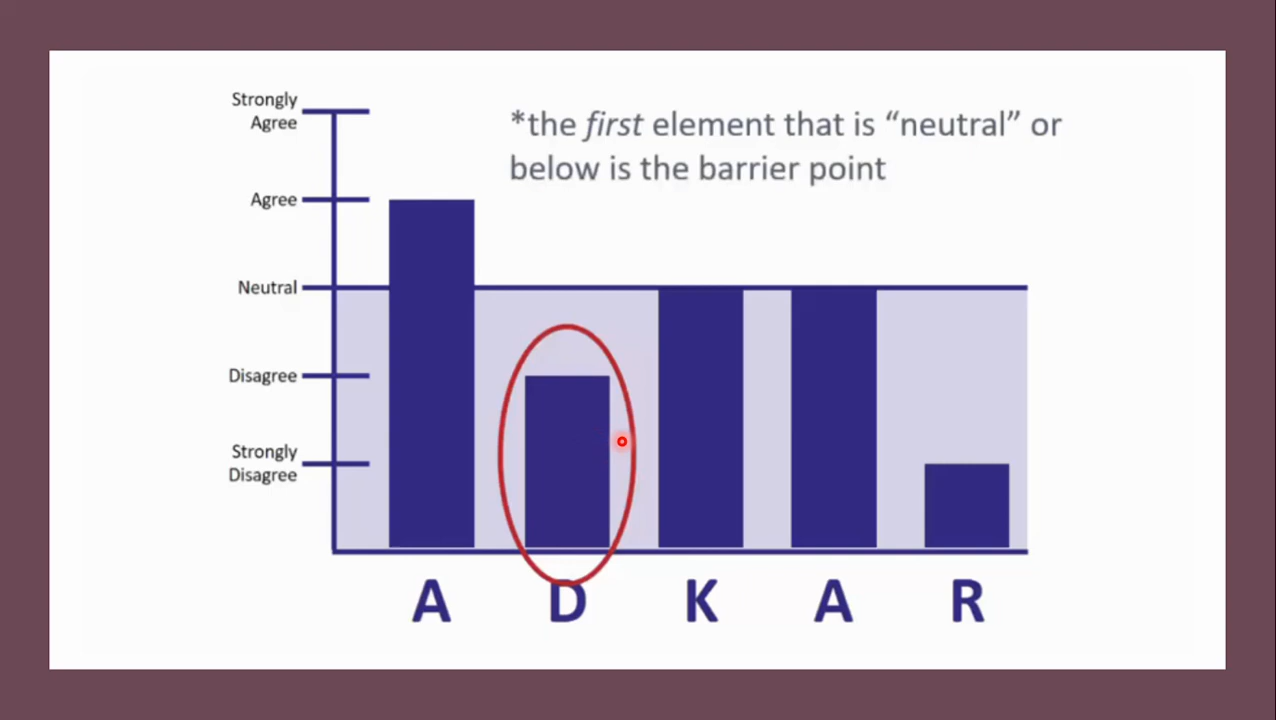 Strongly
Agree
*the first element that is “neutral” or
below is the barrier point
Agree
Neutral
Disagree
Strongly
Disagree
A D K A R